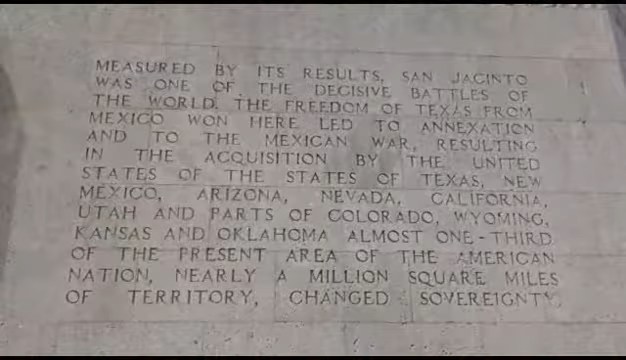 MEASURED BY ITS RESULTS, SAN JACINTO
WAS ONE OF THE DECISIVE BATTLES OF
THE WORLD. THE FREEDOM OF TEXAS FROM
MEXICO WON HERE LED TO ANNEXATION
AND TO THE MEXICAN WAR, RESULTING
IN THE ACQUISITION BY THE UNITED
STATES OF THE STATES OF TEXAS, NEW
MEXICO, ARIZONA, NEVADA, CALIFORNIA,
UTAH AND PARTS OF COLORADO, WYOMING,
KANSAS AND OKLAHOMA ALMOST ONE-THIRD
OF THE PRESENT AREA OF THE AMERICAN
NATION, NEARLY A MILLION SQUARE MILES
OF TERRITORY, CHANGED SOVEREIGNTY.